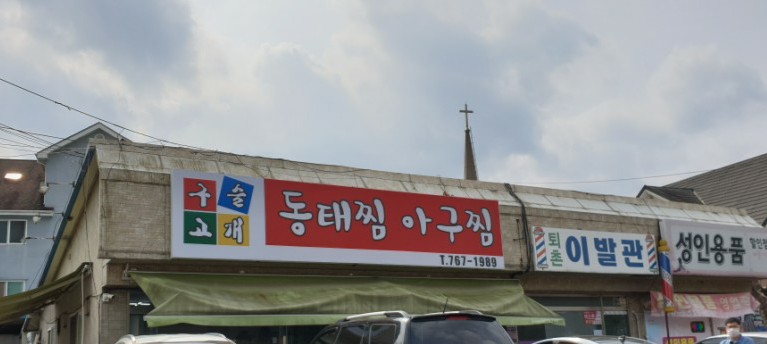 구슬
고개
동태찜 아구찜
T.767-1989
퇴촌
이발관
성인용품